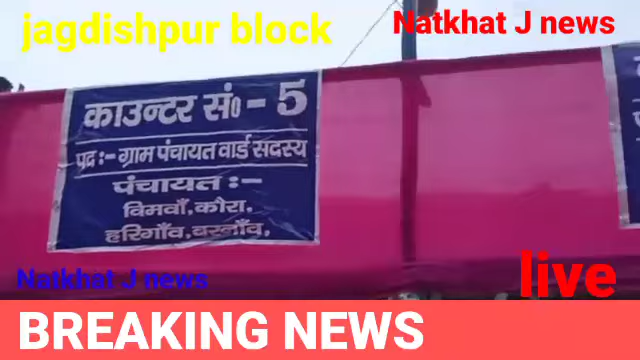 jagdishpur block
Natkhat J news
काउन्टर सं० - 5
पद :- ग्राम पंचायत वार्ड सदस्य
पंचायत :-
विमवाँ, कौरा,
हरिगाँव, वरनाँव,
Natkhat J news
live
BREAKING NEWS